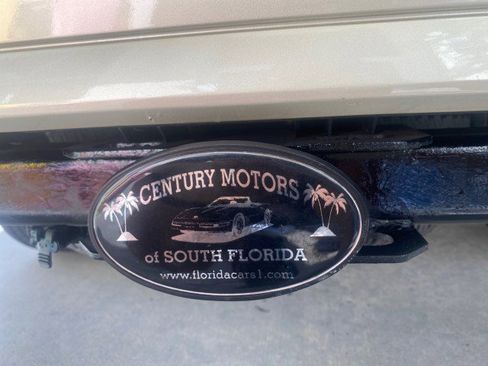 CENTURY MOTORS
of SOUTH FLORIDA
www.floridacars1.com